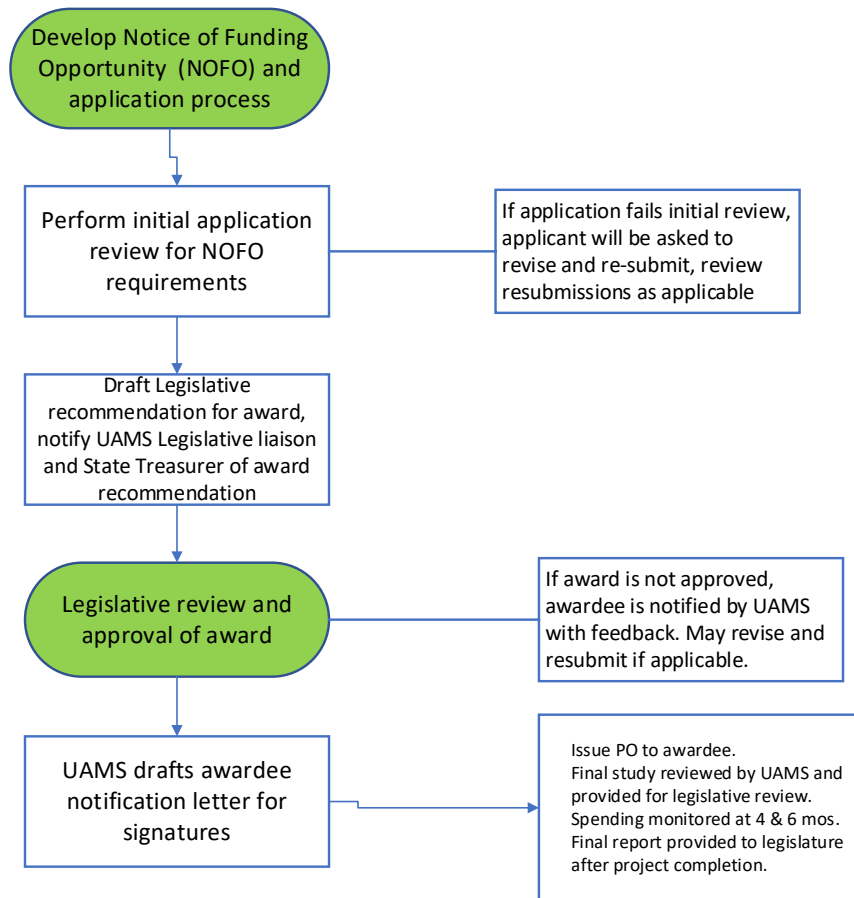 Develop Notice of Funding
Opportunity (NOFO) and
application process
Perform initial application
review for NOFO
requirements
If application fails initial review,
applicant will be asked to
revise and re-submit, review
resubmissions as applicable
Draft Legislative
recommendation for award,
notify UAMS Legislative liaison
and State Treasurer of award
recommendation
Legislative review and
approval of award
If award is not approved,
awardee is notified by UAMS
with feedback. May revise and
resubmit if applicable.
UAMS drafts awardee
notification letter for
signatures
Issue PO to awardee.
Final study reviewed by UAMS and
provided for legislative review.
Spending monitored at 4 & 6 mos.
Final report provided to legislature
after project completion.